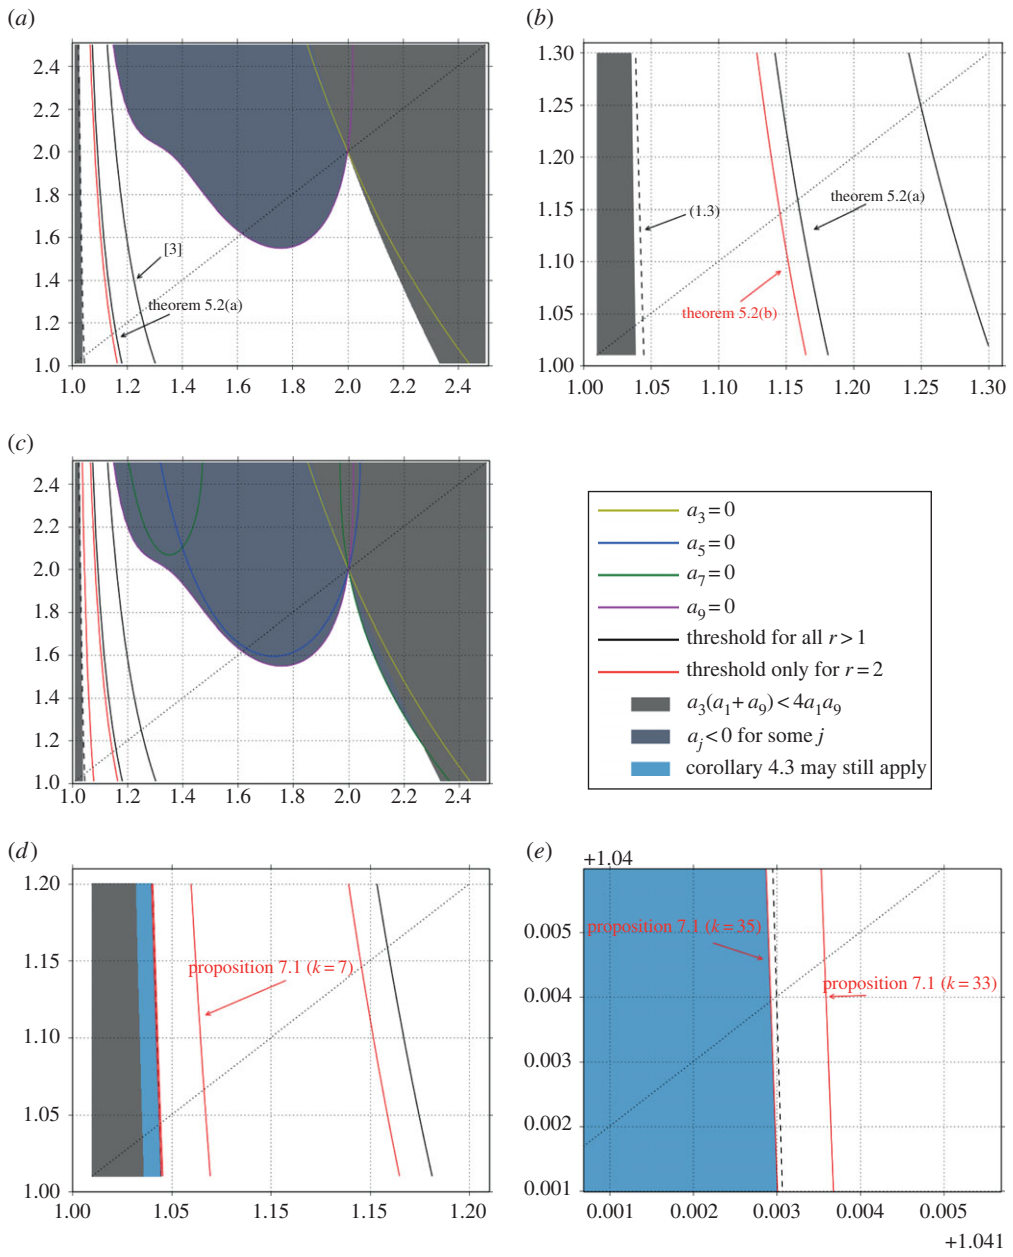 (a)
2.4
2.2
2.0
1.8
1.6
1.4
1.2
1.0
[3]
theorem 5.2(a)
1.0 1.2 1.4 1.6 1.8 2.0 2.2 2.4
(b)
1.30
1.25
1.20
1.15
1.10
1.05
1.00
(1.3)
theorem 5.2(a)
theorem 5.2(b)
1.00 1.05 1.10 1.15 1.20 1.25 1.30
(c)
2.4
2.2
2.0
1.8
1.6
1.4
1.2
1.0
1.0 1.2 1.4 1.6 1.8 2.0 2.2 2.4
a₃ = 0
a₅ = 0
a₇ = 0
a₉ = 0
threshold for all r > 1
threshold only for r = 2
a₃(a₁ + a₉) < 4a₁a₉
aⱼ < 0 for some j
corollary 4.3 may still apply
(d)
1.20
1.15
1.10
1.05
1.00
proposition 7.1 (k = 7)
1.00 1.05 1.15 1.15 1.20
(e)
+1.04
0.005
0.004
0.003
0.002
0.001
proposition 7.1 (k = 35)
proposition 7.1 (k = 33)
0.001 0.002 0.003 0.004 0.005
+1.041